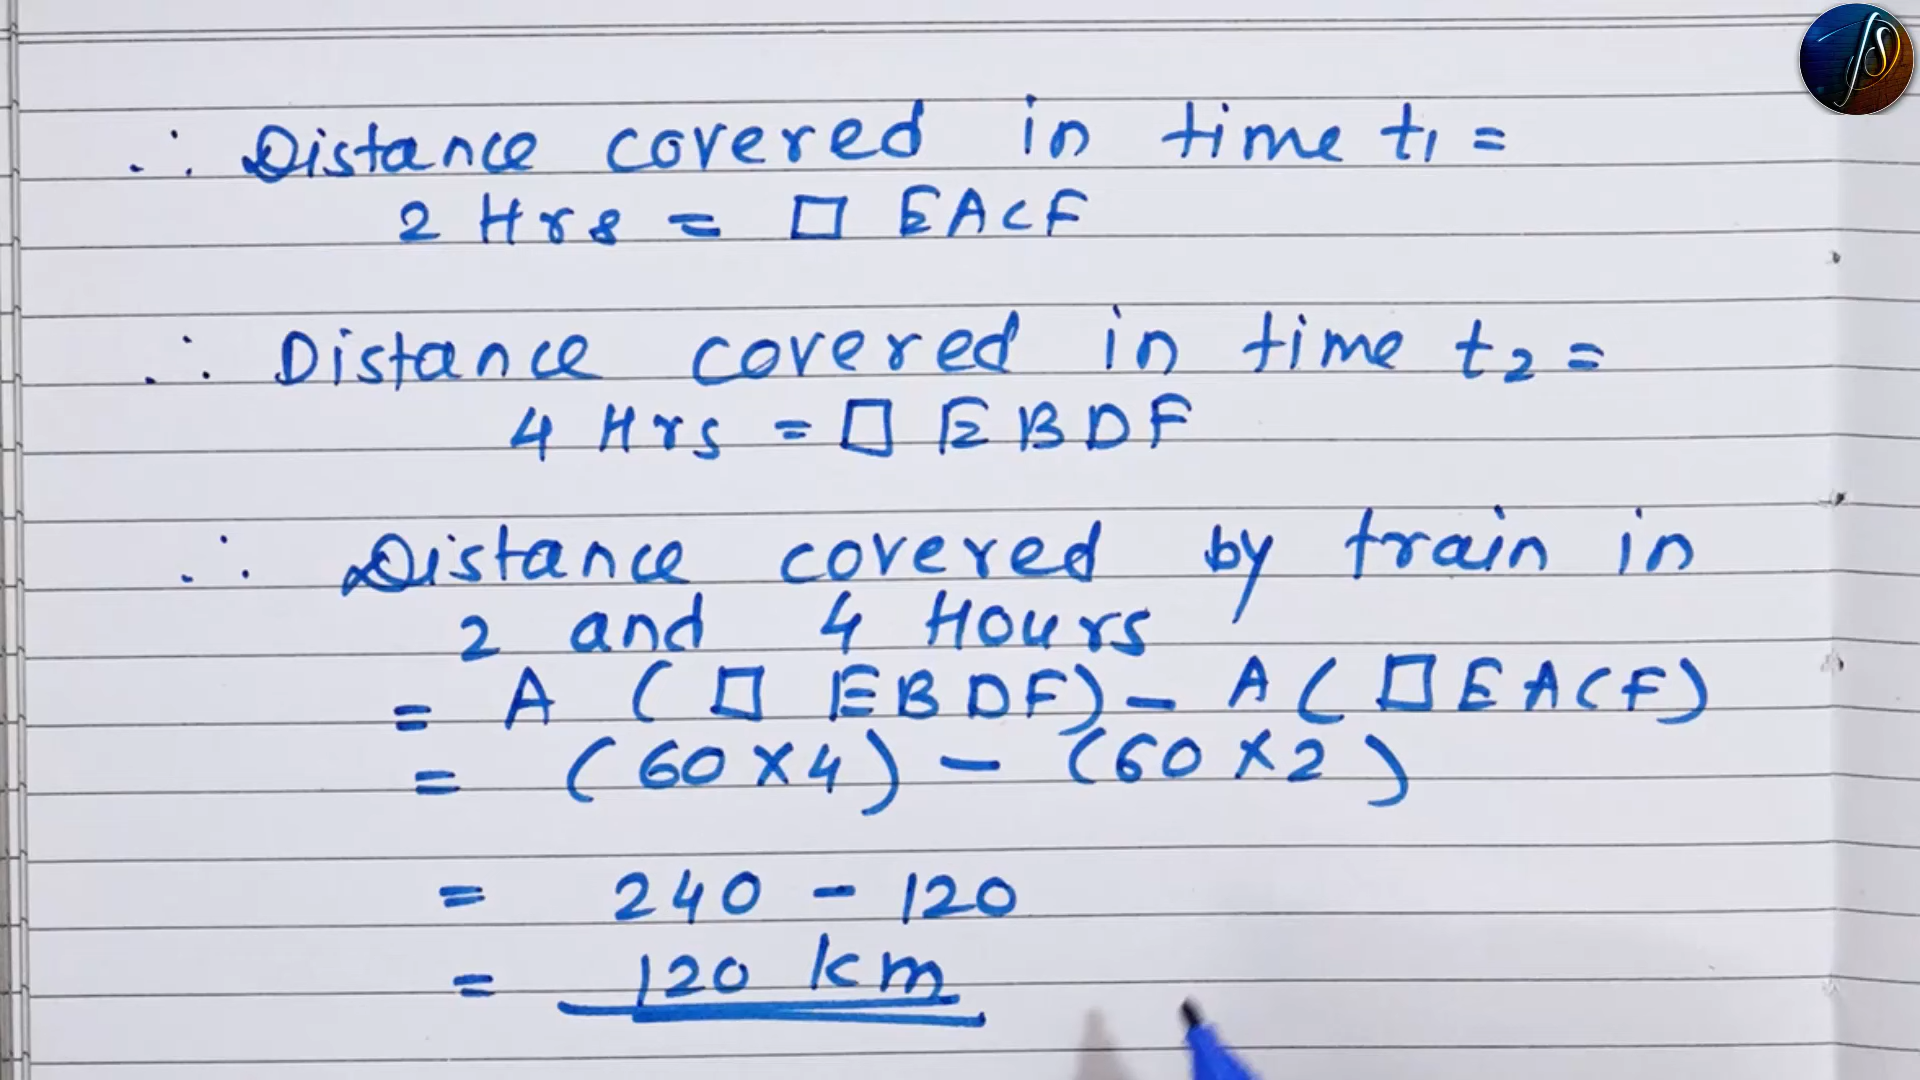 ∴ Distance covered in time t1 =
2 Hrs = □ EACF
∴ Distance covered in time t2 =
4 Hrs = □ EBDF
∴ Distance covered by train in
2 and 4 Hours
= A (□ EBDF) - A (□ EACF)
= (60 × 4) - (60 × 2)
= 240 - 120
= 120 km